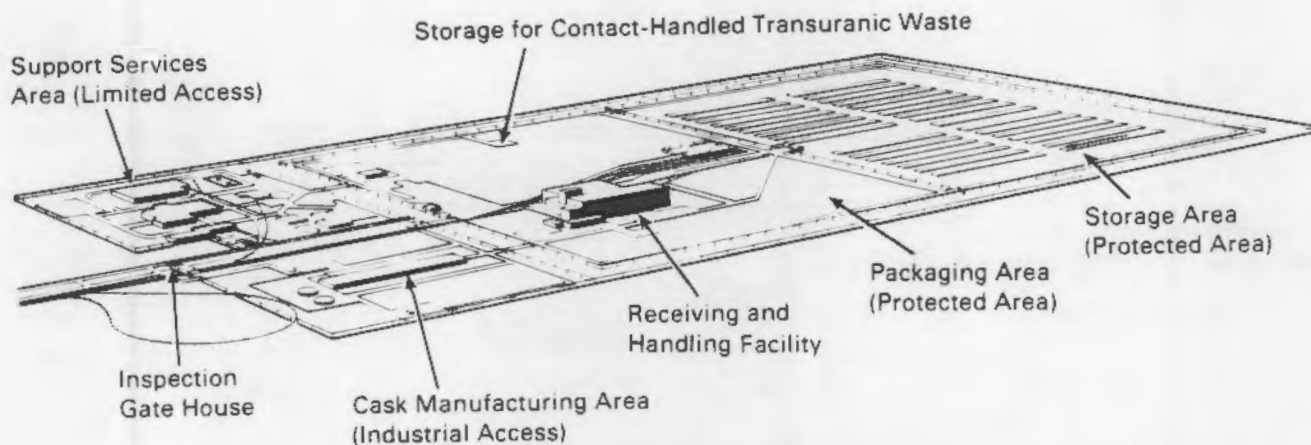 Storage for Contact-Handled Transuranic Waste
Support Services
Area (Limited Access)
Storage Area
(Protected Area)
Packaging Area
(Protected Area)
Receiving and
Handling Facility
Inspection
Gate House
Cask Manufacturing Area
(Industrial Access)